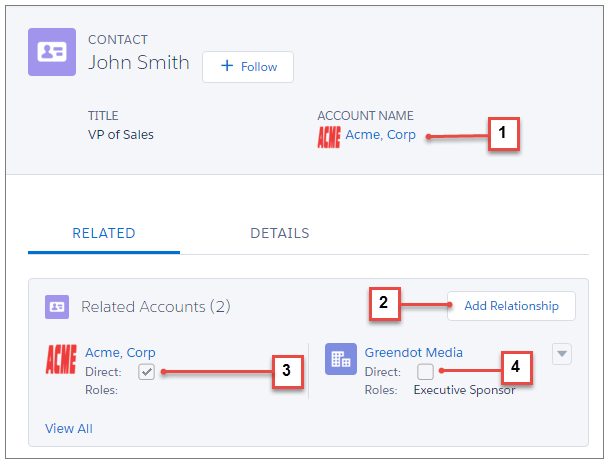 CONTACT
John Smith
+ Follow
TITLE
VP of Sales
ACCOUNT NAME
ACME Acme, Corp
1
RELATED
DETAILS
Related Accounts (2)
2
Add Relationship
ACME
Acme, Corp
Direct:
Roles:
3
Greendot Media
Direct:
Roles: Executive Sponsor
4
View All